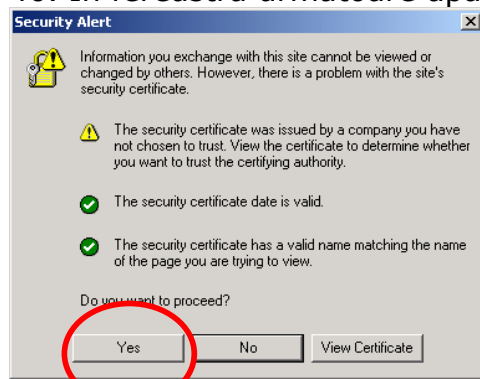 Security Alert
Information you exchange with this site cannot be viewed or
changed by others. However, there is a problem with the site's
security certificate.
The security certificate was issued by a company you have
not chosen to trust. View the certificate to determine whether
you want to trust the certifying authority.
The security certificate date is valid.
The security certificate has a valid name matching the name
of the page you are trying to view.
Do you want to proceed?
Yes No View Certificate